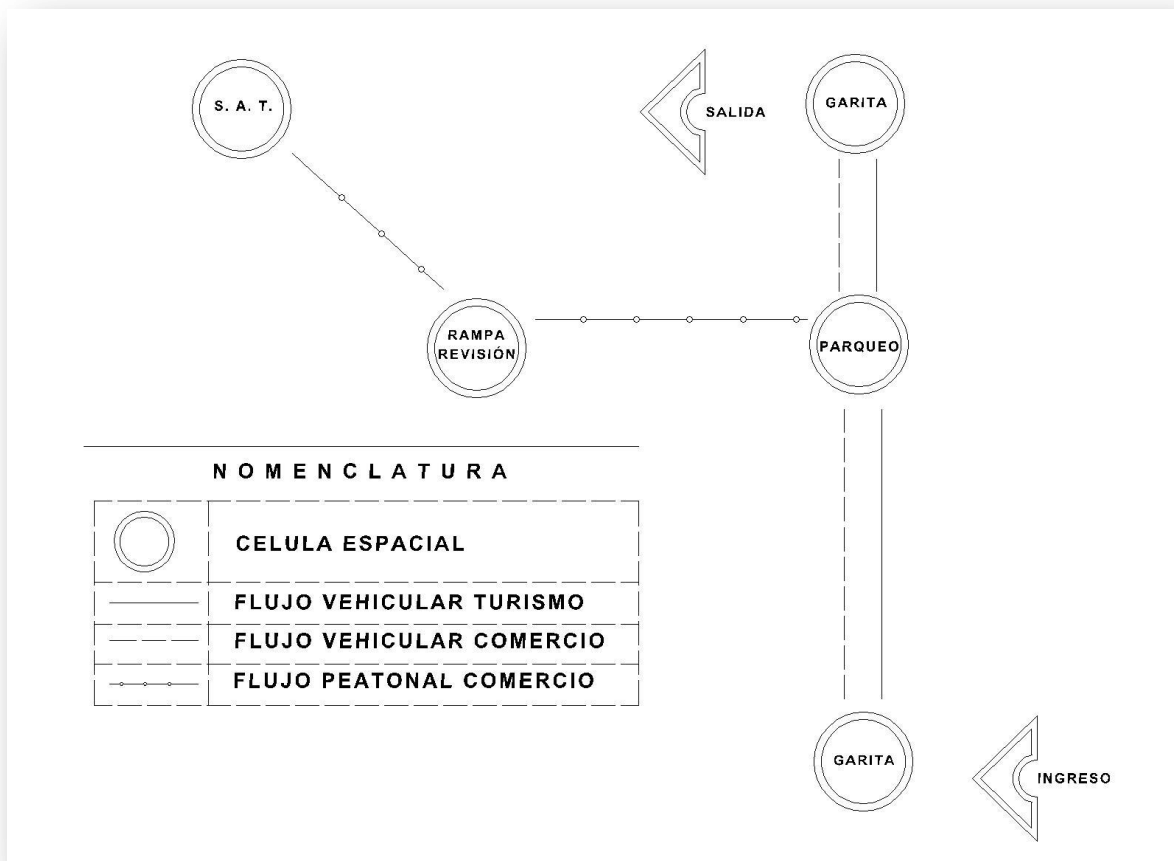 S. A. T.
SALIDA
GARITA
RAMPA
REVISIÓN
PARQUEO
NOMENCLATURA
CELULA ESPACIAL
FLUJO VEHICULAR TURISMO
FLUJO VEHICULAR COMERCIO
FLUJO PEATONAL COMERCIO
GARITA
INGRESO